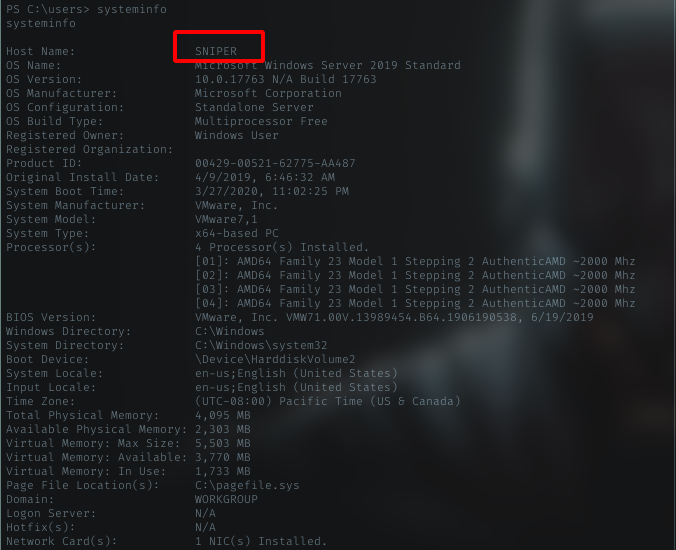 PS C:\users> systeminfo
systeminfo
Host Name: SNIPER
OS Name: Microsoft Windows Server 2019 Standard
OS Version: 10.0.17763 N/A Build 17763
OS Manufacturer: Microsoft Corporation
OS Configuration: Standalone Server
OS Build Type: Multiprocessor Free
Registered Owner: Windows User
Registered Organization:
Product ID: 00429-00521-62775-AA487
Original Install Date: 4/9/2019, 6:46:32 AM
System Boot Time: 3/27/2020, 11:02:25 PM
System Manufacturer: VMware, Inc.
System Model: VMware7,1
System Type: x64-based PC
Processor(s): 4 Processor(s) Installed.
[01]: AMD64 Family 23 Model 1 Stepping 2 AuthenticAMD ~2000 Mhz
[02]: AMD64 Family 23 Model 1 Stepping 2 AuthenticAMD ~2000 Mhz
[03]: AMD64 Family 23 Model 1 Stepping 2 AuthenticAMD ~2000 Mhz
[04]: AMD64 Family 23 Model 1 Stepping 2 AuthenticAMD ~2000 Mhz
BIOS Version: VMware, Inc. VMW71.00V.13989454.B64.1906190538, 6/19/2019
Windows Directory: C:\Windows
System Directory: C:\Windows\system32
Boot Device: \Device\HarddiskVolume2
System Locale: en-us;English (United States)
Input Locale: en-us;English (United States)
Time Zone: (UTC-08:00) Pacific Time (US & Canada)
Total Physical Memory: 4,095 MB
Available Physical Memory: 2,303 MB
Virtual Memory: Max Size: 5,503 MB
Virtual Memory: Available: 3,770 MB
Virtual Memory: In Use: 1,733 MB
Page File Location(s): C:\pagefile.sys
Domain: WORKGROUP
Logon Server: N/A
Hotfix(s): N/A
Network Card(s): 1 NIC(s) Installed.